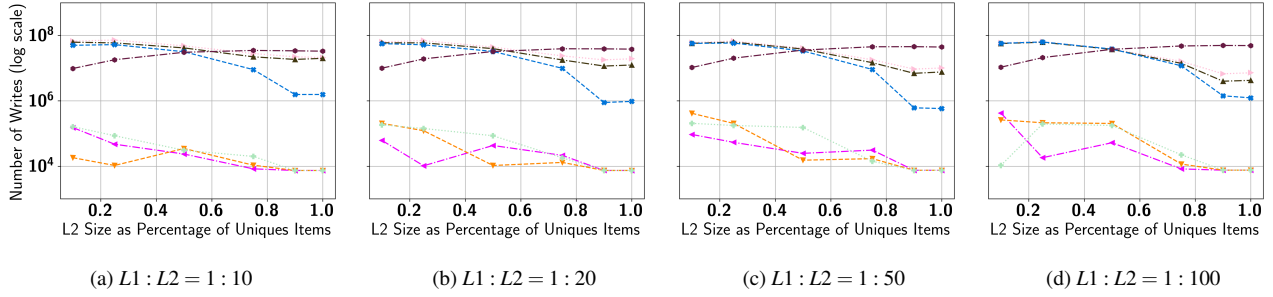 Number of Writes (log scale)
10^8
10^6
10^4
0.2 0.4 0.6 0.8 1.0
L2 Size as Percentage of Uniques Items
(a) L1 : L2 = 1 : 10
0.2 0.4 0.6 0.8 1.0
L2 Size as Percentage of Uniques Items
(b) L1 : L2 = 1 : 20
0.2 0.4 0.6 0.8 1.0
L2 Size as Percentage of Uniques Items
(c) L1 : L2 = 1 : 50
0.2 0.4 0.6 0.8 1.0
L2 Size as Percentage of Uniques Items
(d) L1 : L2 = 1 : 100